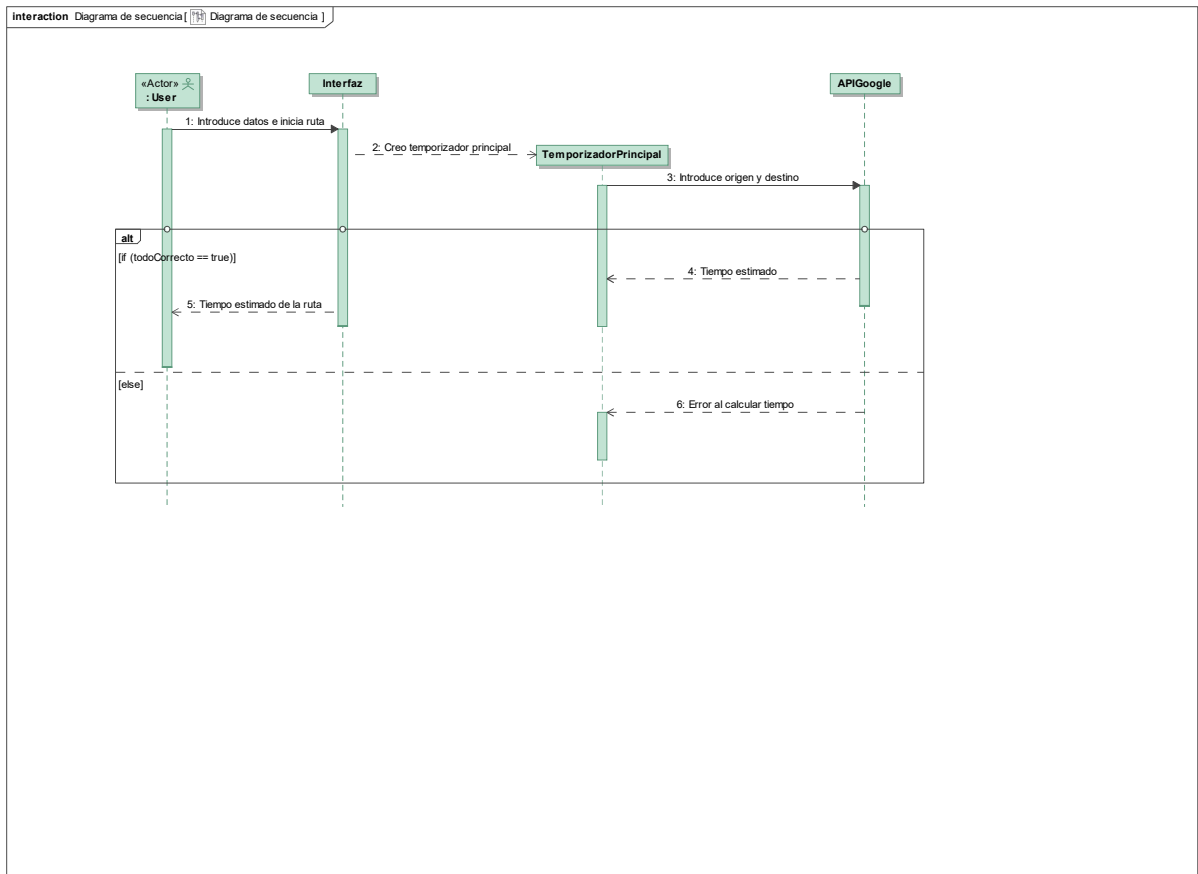 interaction Diagrama de secuencia [ Diagrama de secuencia ]
«Actor»
: User
Interfaz
APIGoogle
1: Introduce datos e inicia ruta
2: Creo temporizador principal
TemporizadorPrincipal
3: Introduce origen y destino
alt
[if (todoCorrecto == true)]
4: Tiempo estimado
5: Tiempo estimado de la ruta
[else]
6: Error al calcular tiempo